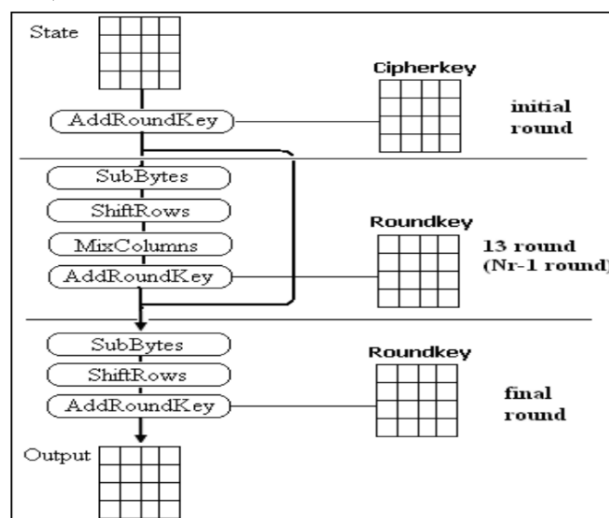 State
Cipherkey
AddRoundKey
initial
round
SubBytes
ShiftRows
MixColumns
AddRoundKey
Roundkey
13 round
(Nr-1 round)
SubBytes
ShiftRows
AddRoundKey
Roundkey
final
round
Output